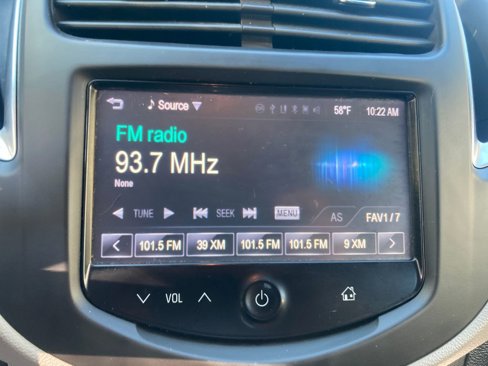 ♪ Source ▼ 58°F 10:22 AM
FM radio
93.7 MHz
None
◀ TUNE ▶ SEEK MENU AS FAV1/7
< 101.5 FM 39 XM 101.5 FM 101.5 FM 9 XM >
VOL